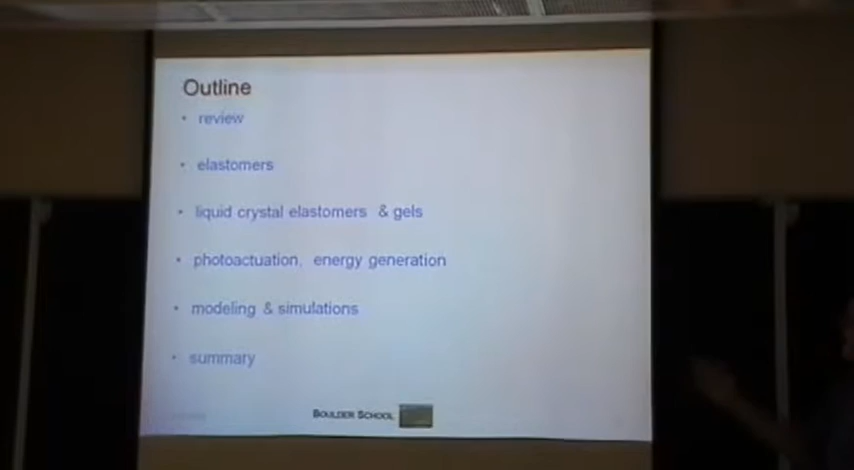 Outline
• review
• elastomers
• liquid crystal elastomers & gels
• photoactuation, energy generation
• modeling & simulations
• summary
BOULDER SCHOOL